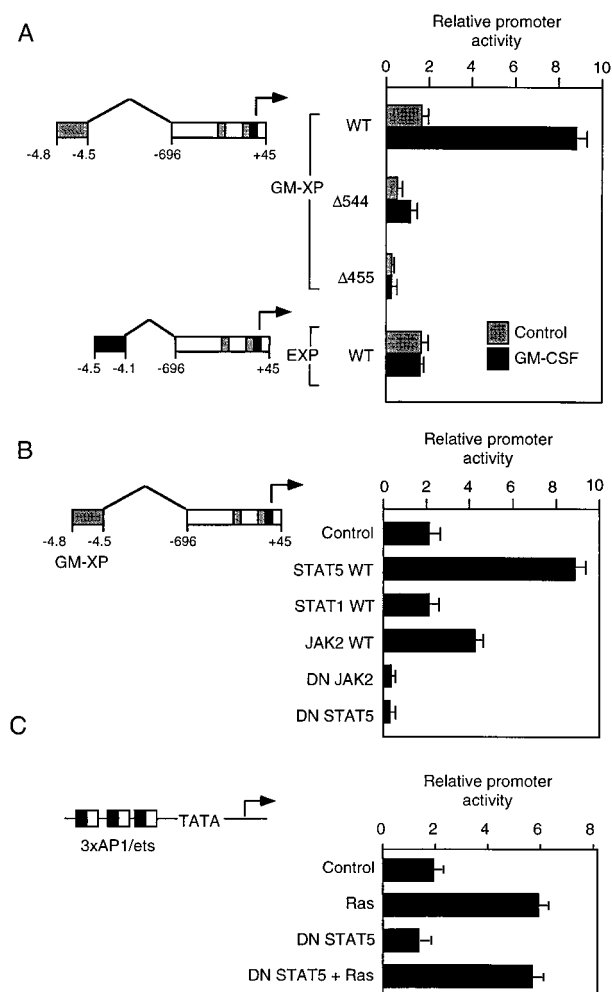 A
Relative promoter
activity
0 2 4 6 8 10
-4.8 -4.5 -696 +45
GM-XP
WT
Δ544
Δ455
EXP
WT
-4.5 -4.1 -696 +45
Control
GM-CSF
B
Relative promoter
activity
0 2 4 6 8 10
-4.8 -4.5 -696 +45
GM-XP
Control
STAT5 WT
STAT1 WT
JAK2 WT
DN JAK2
DN STAT5
C
Relative promoter
activity
0 2 4 6 8
TATA
3xAP1/ets
Control
Ras
DN STAT5
DN STAT5 + Ras